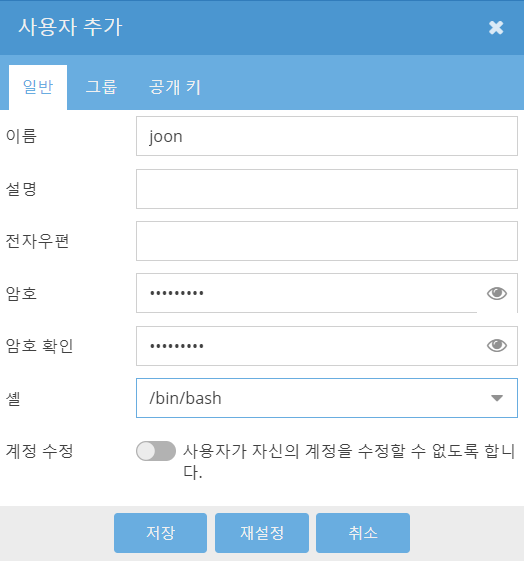 사용자 추가
일반 그룹 공개 키
이름 joon
설명
전자우편
암호 •••••••••
암호 확인 •••••••••
셸 /bin/bash
계정 수정 사용자가 자신의 계정을 수정할 수 없도록 합니
다.
저장 재설정 취소